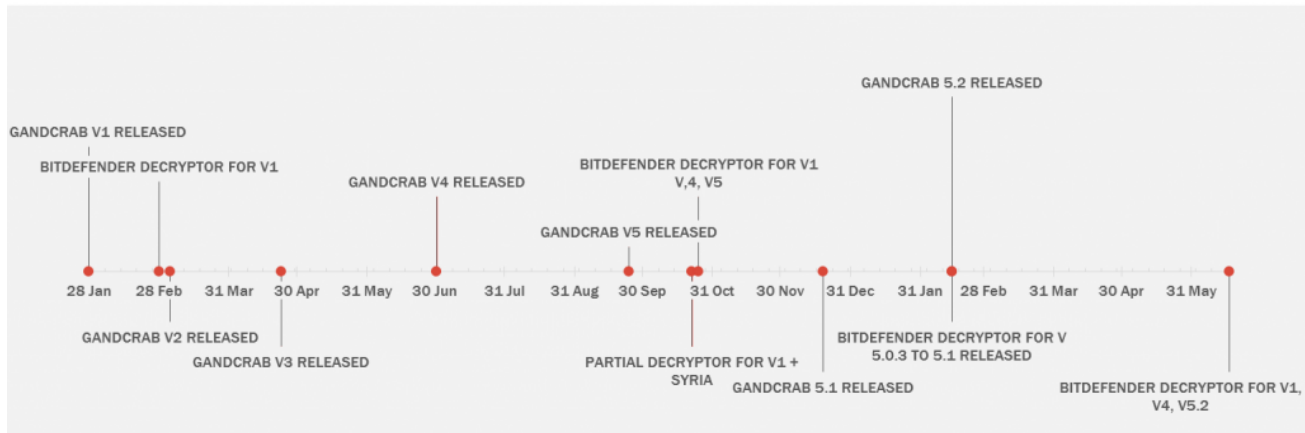 GANDCRAB 5.2 RELEASED
GANDCRAB V1 RELEASED
BITDEFENDER DECRYPTOR FOR V1
BITDEFENDER DECRYPTOR FOR V1
V,4, V5
GANDCRAB V4 RELEASED
GANDCRAB V5 RELEASED
28 Jan 28 Feb 31 Mar 30 Apr 31 May 30 Jun 31 Jul 31 Aug 30 Sep 31 Oct 30 Nov 31 Dec 31 Jan 28 Feb 31 Mar 30 Apr 31 May
GANDCRAB V2 RELEASED
GANDCRAB V3 RELEASED
PARTIAL DECRYPTOR FOR V1 +
SYRIA
GANDCRAB 5.1 RELEASED
BITDEFENDER DECRYPTOR FOR V
5.0.3 TO 5.1 RELEASED
BITDEFENDER DECRYPTOR FOR V1,
V4, V5.2